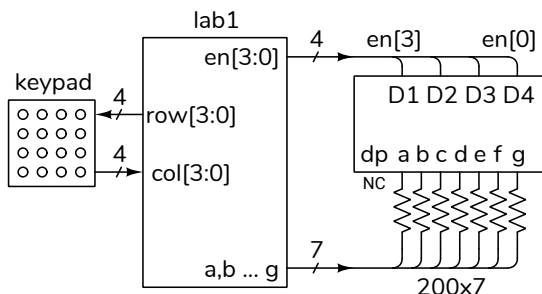 lab1
en[3:0]
4
en[3]
en[0]
keypad
4
row[3:0]
D1 D2 D3 D4
4
col[3:0]
dp a b c d e f g
NC
a,b ... g
7
200x7